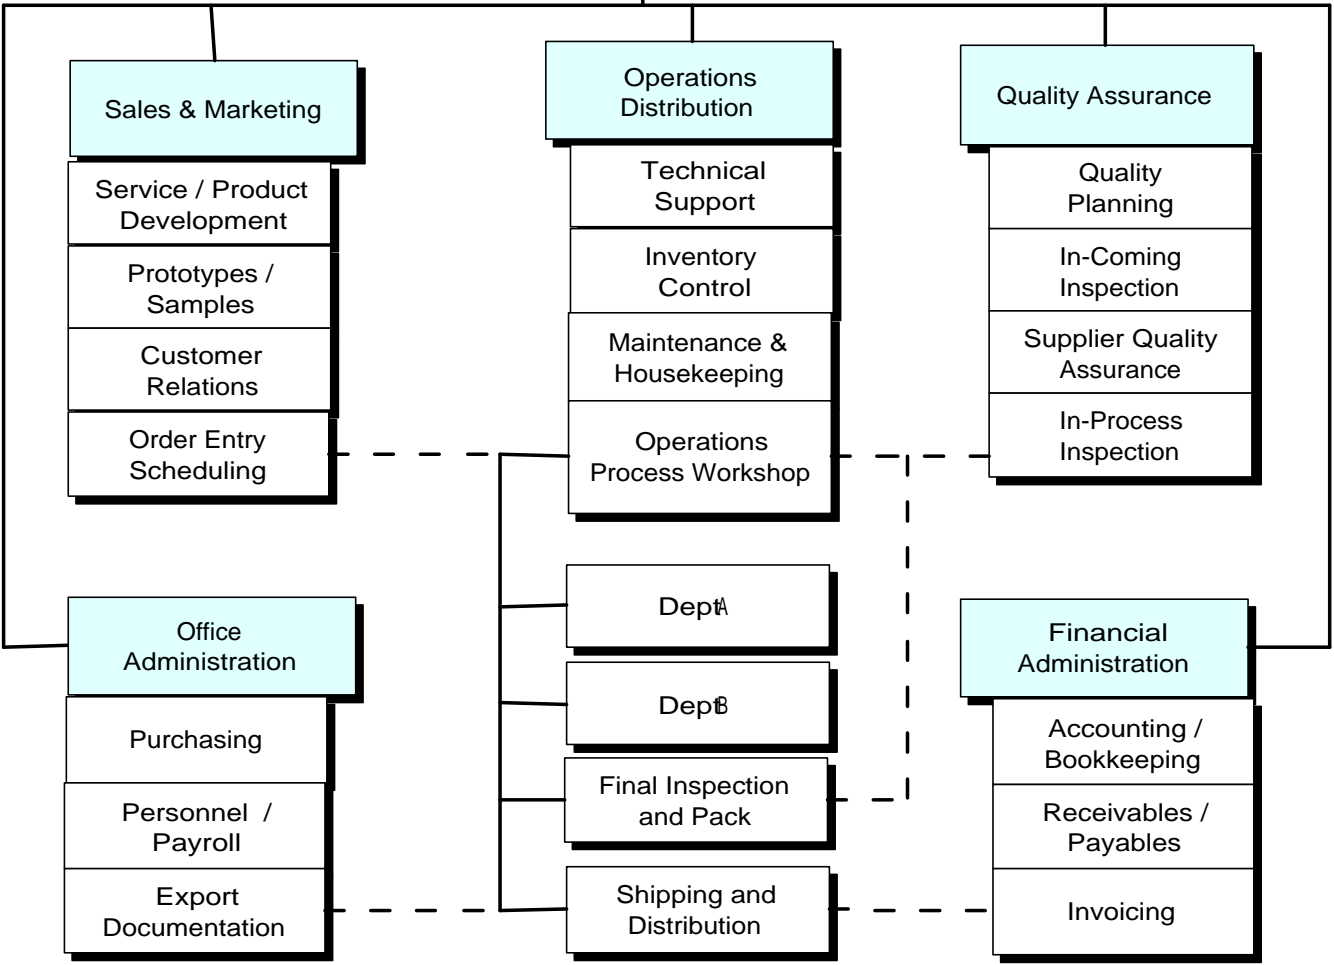 Sales & Marketing
Service / Product
Development
Prototypes /
Samples
Customer
Relations
Order Entry
Scheduling
Operations
Distribution
Technical
Support
Inventory
Control
Maintenance &
Housekeeping
Operations
Process Workshop
Quality Assurance
Quality
Planning
In-Coming
Inspection
Supplier Quality
Assurance
In-Process
Inspection
Office
Administration
Purchasing
Personnel /
Payroll
Export
Documentation
Dept A
Dept B
Final Inspection
and Pack
Shipping and
Distribution
Financial
Administration
Accounting /
Bookkeeping
Receivables /
Payables
Invoicing